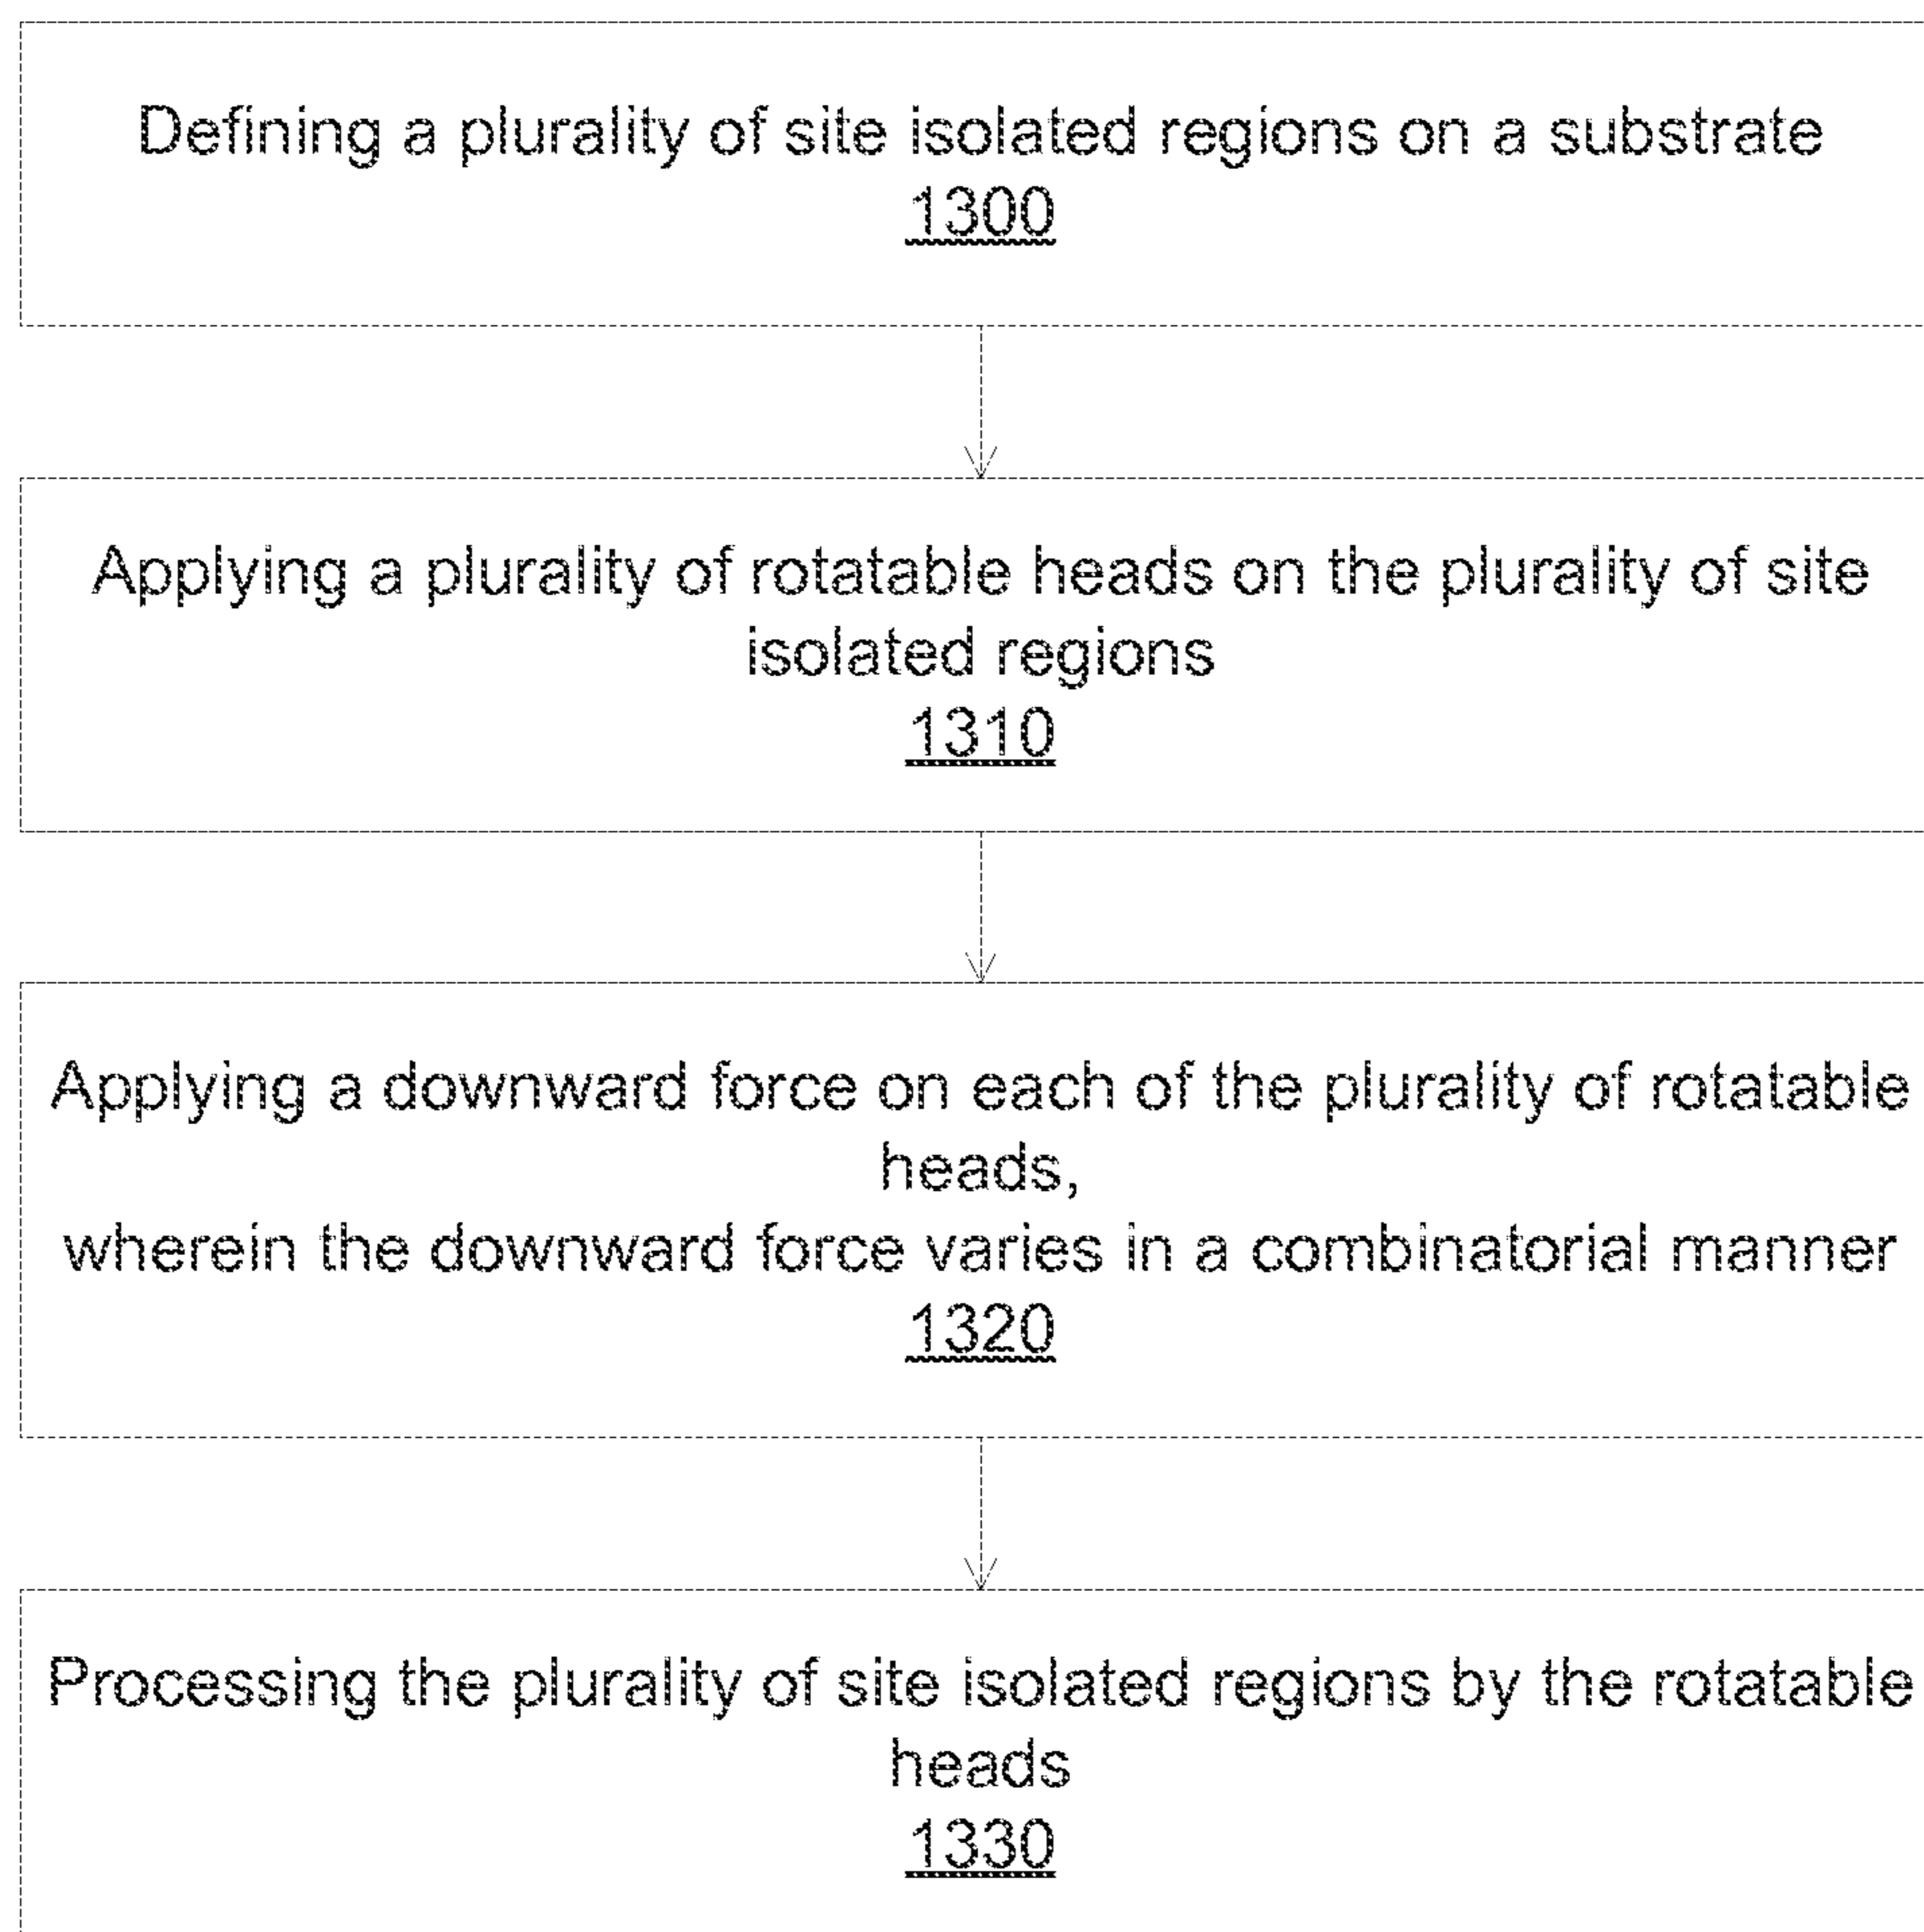 Defining a plurality of site isolated regions on a substrate
1300
Applying a plurality of rotatable heads on the plurality of site
isolated regions
1310
Applying a downward force on each of the plurality of rotatable
heads,
wherein the downward force varies in a combinatorial manner
1320
Processing the plurality of site isolated regions by the rotatable
heads
1330